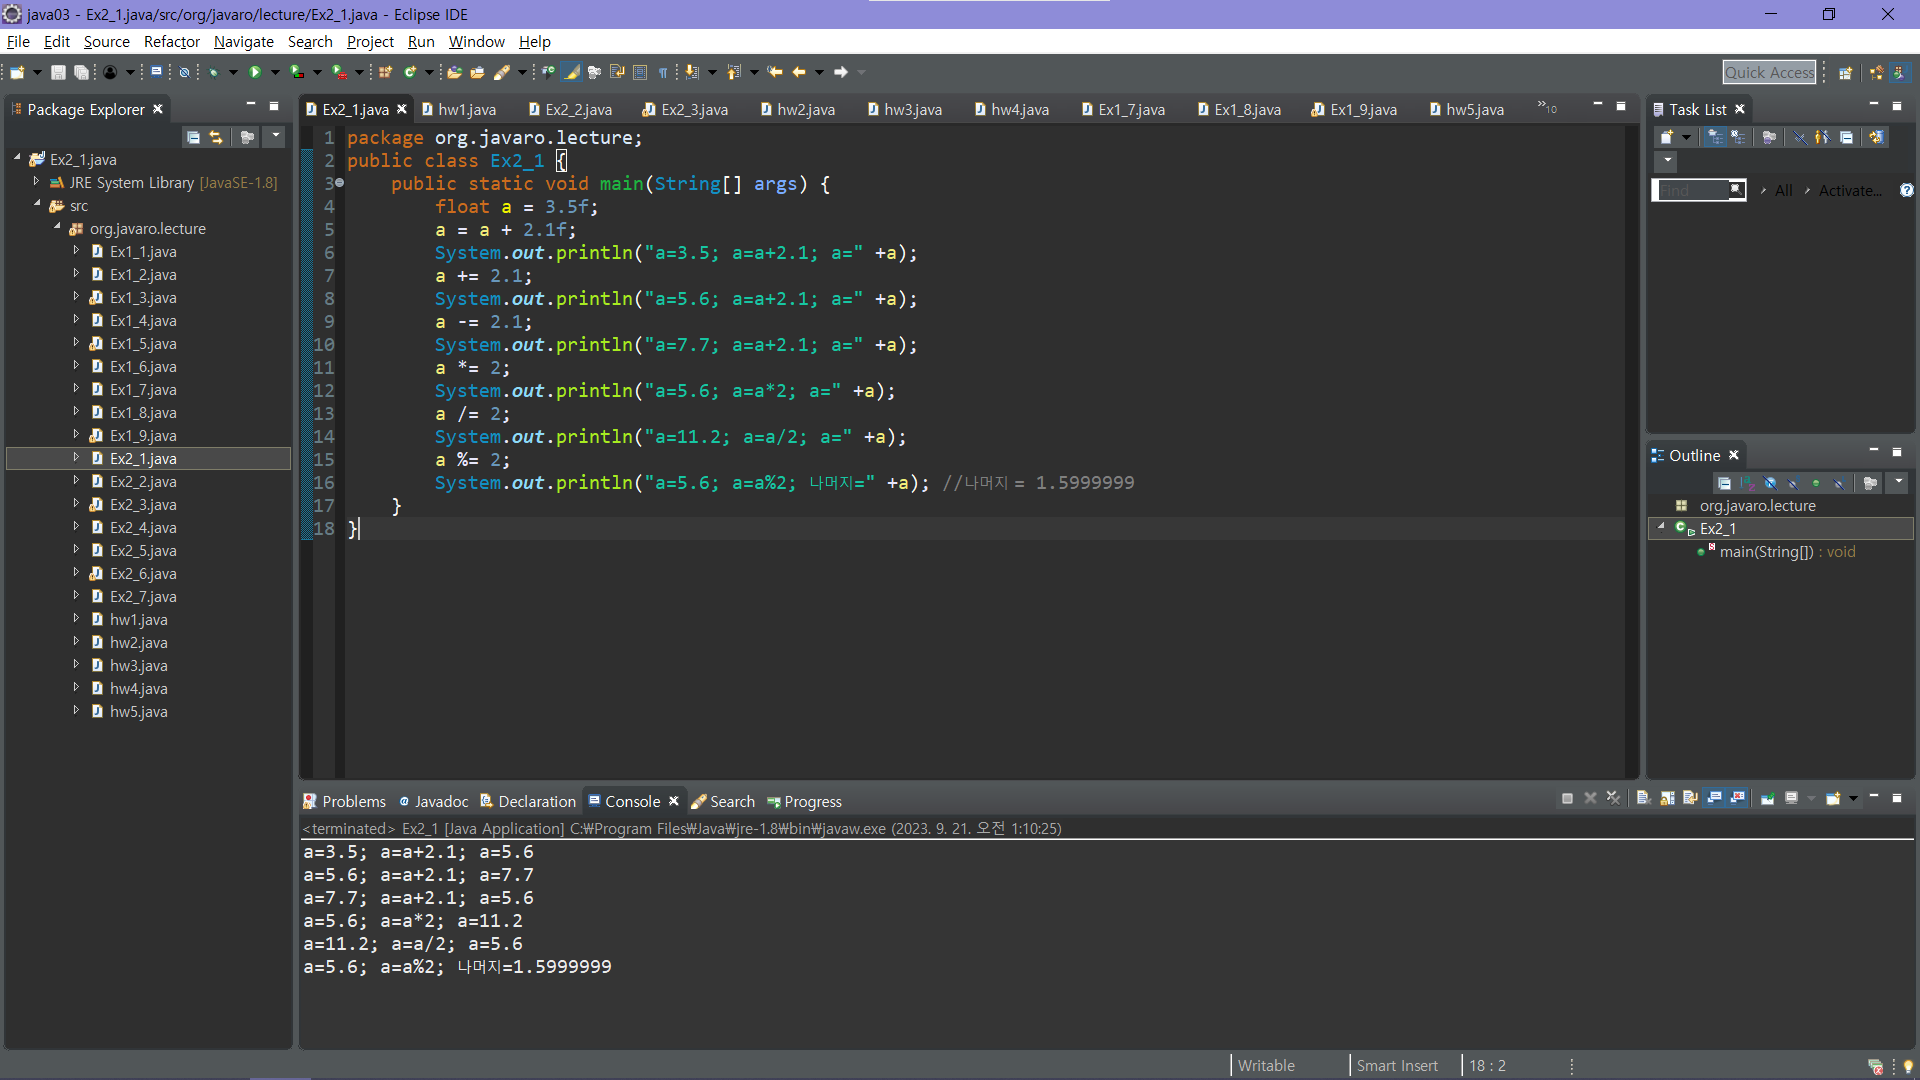 java03 - Ex2_1.java/src/org/javaro/lecture/Ex2_1.java - Eclipse IDE
File Edit Source Refactor Navigate Search Project Run Window Help
Quick Access
Package Explorer
Ex2_1.java
JRE System Library [JavaSE-1.8]
src
org.javaro.lecture
Ex1_1.java
Ex1_2.java
Ex1_3.java
Ex1_4.java
Ex1_5.java
Ex1_6.java
Ex1_7.java
Ex1_8.java
Ex1_9.java
Ex2_1.java
Ex2_2.java
Ex2_3.java
Ex2_4.java
Ex2_5.java
Ex2_6.java
Ex2_7.java
hw1.java
hw2.java
hw3.java
hw4.java
hw5.java
Ex2_1.java hw1.java Ex2_2.java Ex2_3.java hw2.java hw3.java hw4.java Ex1_7.java Ex1_8.java Ex1_9.java hw5.java »10
1 package org.javaro.lecture;
2 public class Ex2_1 {
3 public static void main(String[] args) {
4 float a = 3.5f;
5 a = a + 2.1f;
6 System.out.println("a=3.5; a=a+2.1; a=" +a);
7 a += 2.1;
8 System.out.println("a=5.6; a=a+2.1; a=" +a);
9 a -= 2.1;
10 System.out.println("a=7.7; a=a+2.1; a=" +a);
11 a *= 2;
12 System.out.println("a=5.6; a=a*2; a=" +a);
13 a /= 2;
14 System.out.println("a=11.2; a=a/2; a=" +a);
15 a %= 2;
16 System.out.println("a=5.6; a=a%2; 나머지=" +a); //나머지 = 1.5999999
17 }
18 }
Task List
Find All Activate...
Outline
org.javaro.lecture
Ex2_1
main(String[]) : void
Problems Javadoc Declaration Console Search Progress
<terminated> Ex2_1 [Java Application] C:₩Program Files₩Java₩jre-1.8₩bin₩javaw.exe (2023. 9. 21. 오전 1:10:25)
a=3.5; a=a+2.1; a=5.6
a=5.6; a=a+2.1; a=7.7
a=7.7; a=a+2.1; a=5.6
a=5.6; a=a*2; a=11.2
a=11.2; a=a/2; a=5.6
a=5.6; a=a%2; 나머지=1.5999999
Writable Smart Insert 18 : 2